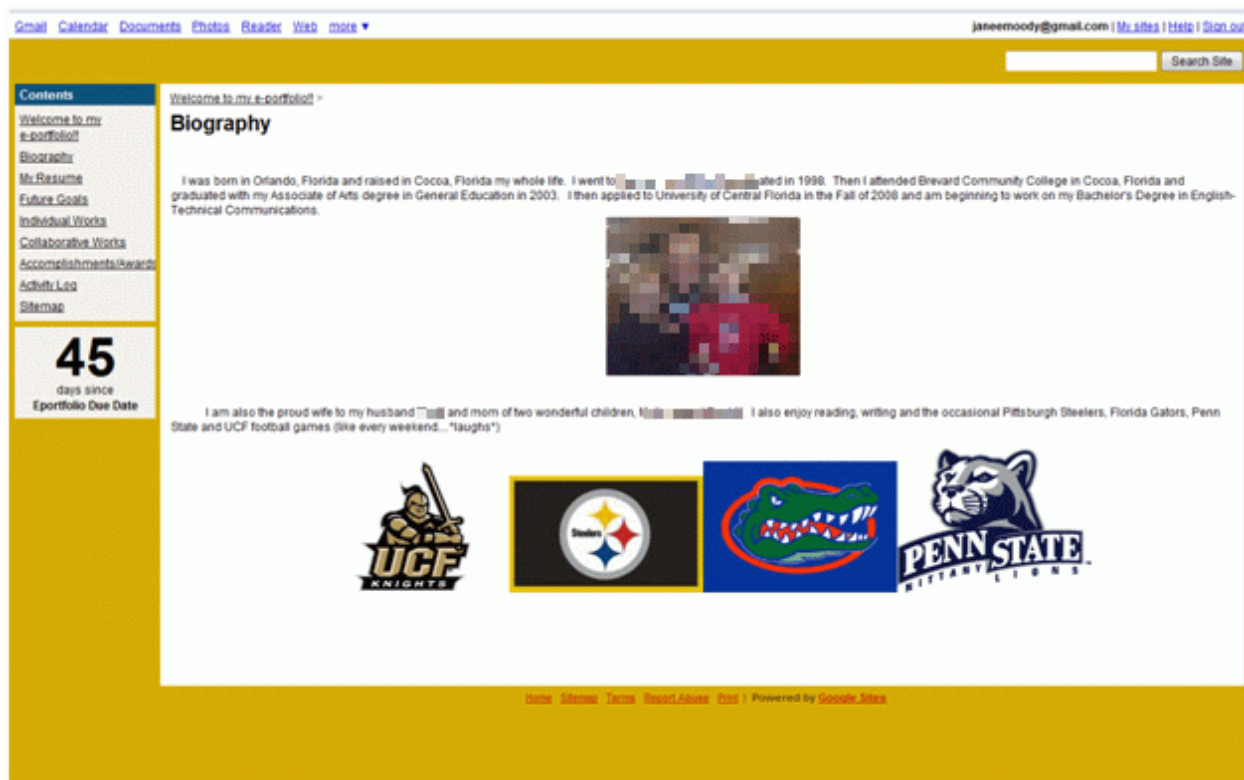 Gmail Calendar Documents Photos Reader Web more ▼
janeemoody@gmail.com | My sites | Help | Sign out
Search Site
Contents
Welcome to my
e-portfolio!!
Biography
My Resume
Future Goals
Individual Works
Collaborative Works
Accomplishments/Awards
Activity Log
Sitemap
45
days since
Eportfolio Due Date
Welcome to my e-portfolio!! >
Biography
I was born in Orlando, Florida and raised in Cocoa, Florida my whole life. I went to ated in 1998. Then I attended Brevard Community College in Cocoa, Florida and
graduated with my Associate of Arts degree in General Education in 2003. I then applied to University of Central Florida in the Fall of 2008 and am beginning to work on my Bachelor's Degree in English-
Technical Communications.
I am also the proud wife to my husband and mom of two wonderful children, I also enjoy reading, writing and the occasional Pittsburgh Steelers, Florida Gators, Penn
State and UCF football games (like every weekend...*laughs*)
UCF
KNIGHTS
Steelers
PENN STATE
NITTANY LIONS
Home Sitemap Terms Report Abuse Print | Powered by Google Sites